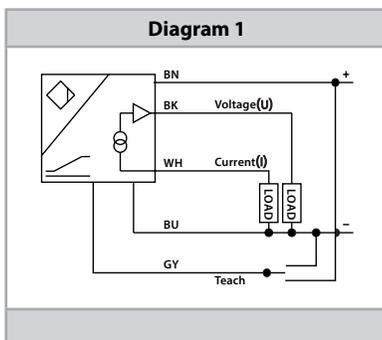 Diagram 1
BN
+
BK Voltage(U)
WH Current(I)
LOAD LOAD
BU
−
GY
Teach